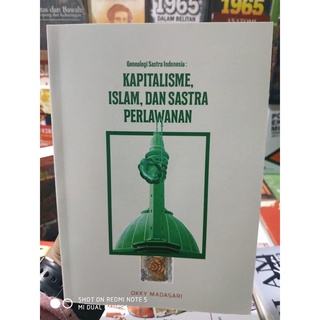 1965
1965
DALAM BELITAN
Genealogi Sastra Indonesia:
KAPITALISME,
ISLAM, DAN SASTRA
PERLAWANAN
OKKY MADASARI
SHOT ON REDMI NOTE 5
MI DUAL CAMERA